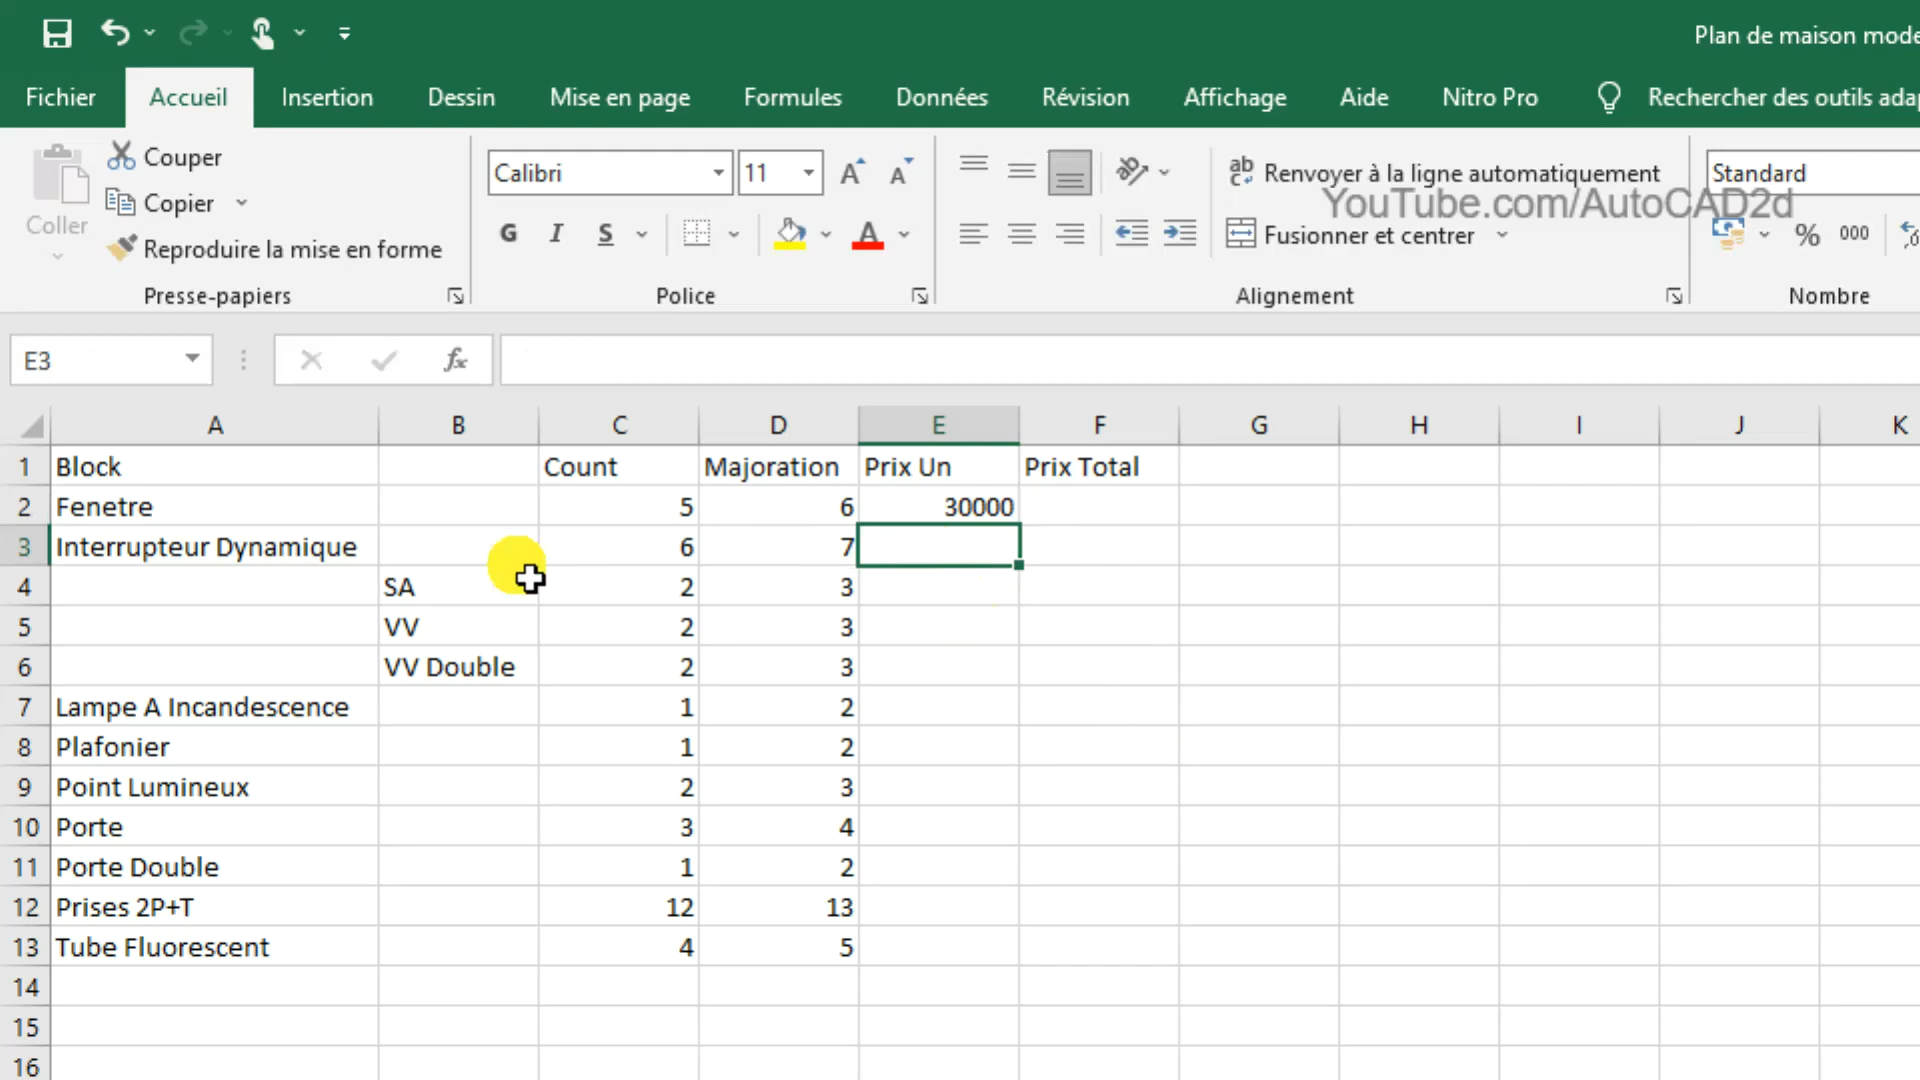 Plan de maison mode
Fichier Accueil Insertion Dessin Mise en page Formules Données Révision Affichage Aide Nitro Pro Rechercher des outils adap
Coller
Couper
Copier
Reproduire la mise en forme
Presse-papiers
Calibri 11
G I S A
Police
ab Renvoyer à la ligne automatiquement
Fusionner et centrer
Alignement
YouTube.com/AutoCAD2d
Standard
% 000
Nombre
E3 fx
A B C D E F G H I J K
1 Block Count Majoration Prix Un Prix Total
2 Fenetre 5 6 30000
3 Interrupteur Dynamique 6 7
4 SA 2 3
5 VV 2 3
6 VV Double 2 3
7 Lampe A Incandescence 1 2
8 Plafonier 1 2
9 Point Lumineux 2 3
10 Porte 3 4
11 Porte Double 1 2
12 Prises 2P+T 12 13
13 Tube Fluorescent 4 5
14
15
16